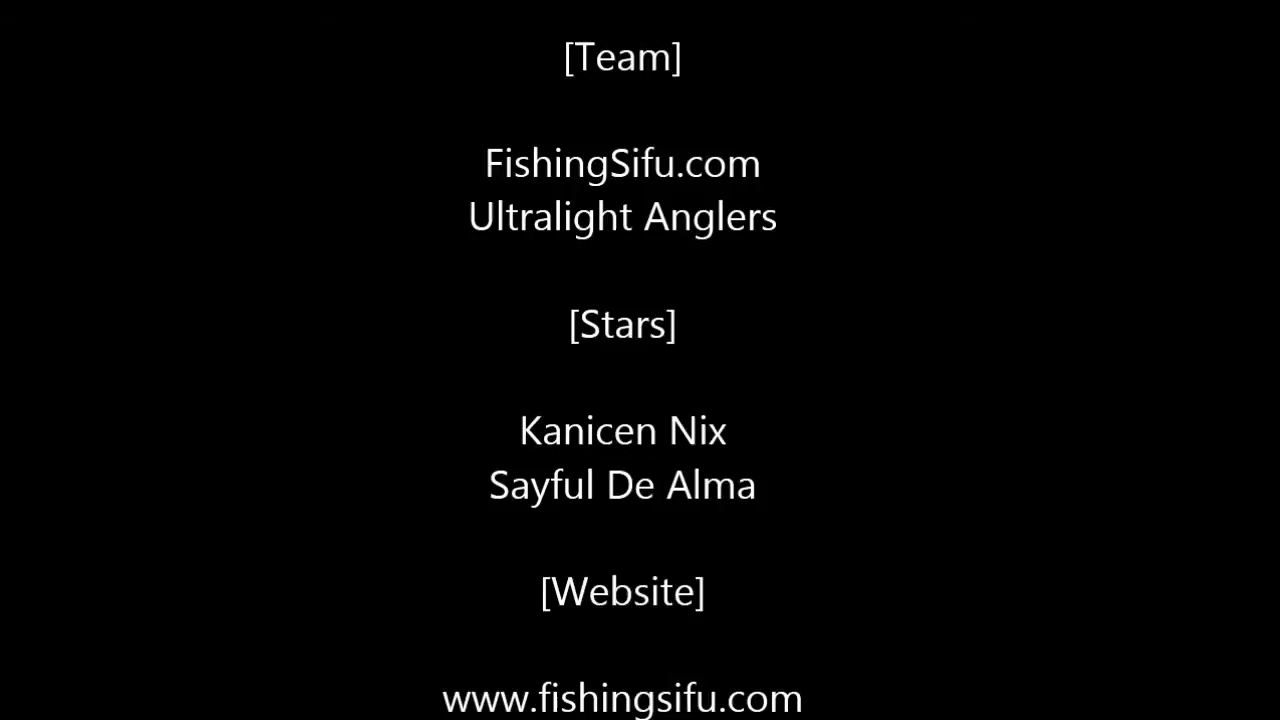 [Team]
FishingSifu.com
Ultralight Anglers
[Stars]
Kanicen Nix
Sayful De Alma
[Website]
www.fishingsifu.com